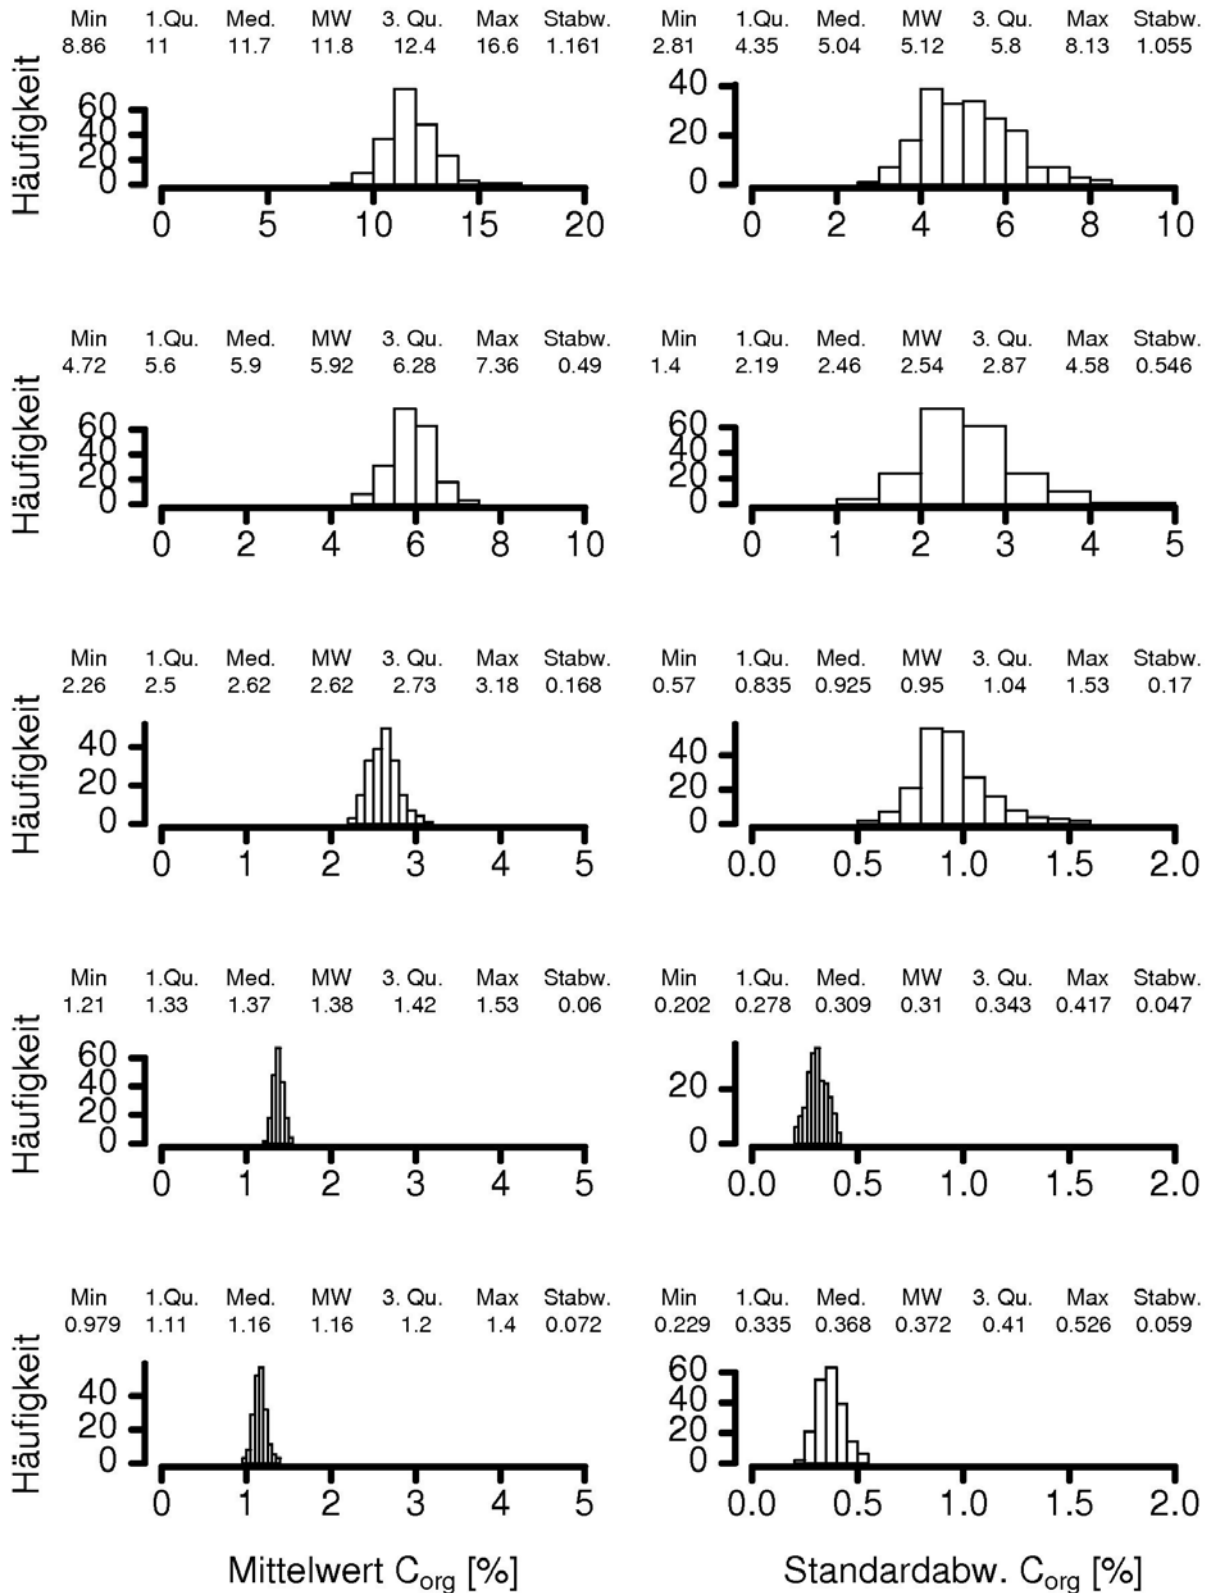 Min 1.Qu. Med. MW 3. Qu. Max Stabw. Min 1.Qu. Med. MW 3. Qu. Max Stabw.
8.86 11 11.7 11.8 12.4 16.6 1.161 2.81 4.35 5.04 5.12 5.8 8.13 1.055
Häufigkeit
60
40
20
0
0 5 10 15 20
40
20
0
0 2 4 6 8 10
Min 1.Qu. Med. MW 3. Qu. Max Stabw. Min 1.Qu. Med. MW 3. Qu. Max Stabw.
4.72 5.6 5.9 5.92 6.28 7.36 0.49 1.4 2.19 2.46 2.54 2.87 4.58 0.546
Häufigkeit
60
40
20
0
0 2 4 6 8 10
60
40
20
0
0 1 2 3 4 5
Min 1.Qu. Med. MW 3. Qu. Max Stabw. Min 1.Qu. Med. MW 3. Qu. Max Stabw.
2.26 2.5 2.62 2.62 2.73 3.18 0.168 0.57 0.835 0.925 0.95 1.04 1.53 0.17
Häufigkeit
40
20
0
0 1 2 3 4 5
40
20
0
0.0 0.5 1.0 1.5 2.0
Min 1.Qu. Med. MW 3. Qu. Max Stabw. Min 1.Qu. Med. MW 3. Qu. Max Stabw.
1.21 1.33 1.37 1.38 1.42 1.53 0.06 0.202 0.278 0.309 0.31 0.343 0.417 0.047
Häufigkeit
60
40
20
0
0 1 2 3 4 5
20
0
0.0 0.5 1.0 1.5 2.0
Min 1.Qu. Med. MW 3. Qu. Max Stabw. Min 1.Qu. Med. MW 3. Qu. Max Stabw.
0.979 1.11 1.16 1.16 1.2 1.4 0.072 0.229 0.335 0.368 0.372 0.41 0.526 0.059
Häufigkeit
40
20
0
0 1 2 3 4 5
60
40
20
0
0.0 0.5 1.0 1.5 2.0
Mittelwert Corg [%] Standardabw. Corg [%]